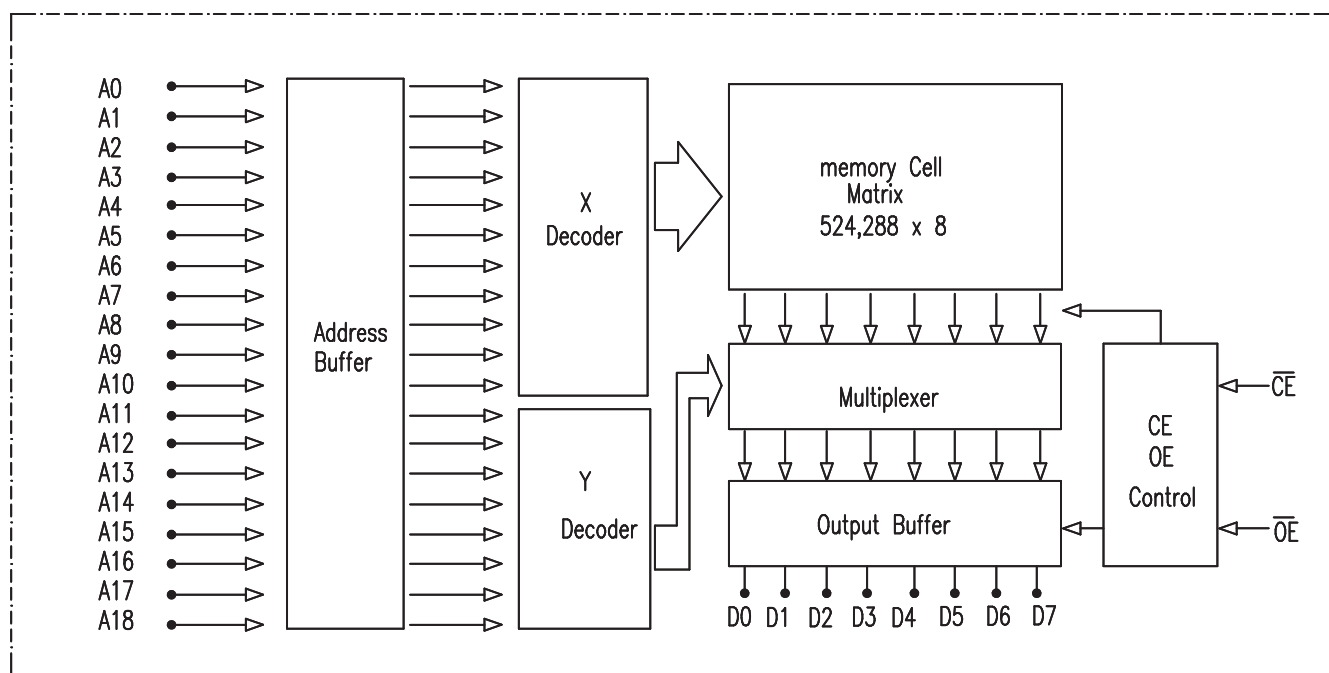 A0
A1
A2
A3
A4
A5
A6
A7
A8
A9
A10
A11
A12
A13
A14
A15
A16
A17
A18
Address
Buffer
X
Decoder
Y
Decoder
memory Cell
Matrix
524,288 x 8
Multiplexer
Output Buffer
D0 D1 D2 D3 D4 D5 D6 D7
CE
OE
Control
C̅E̅
O̅E̅